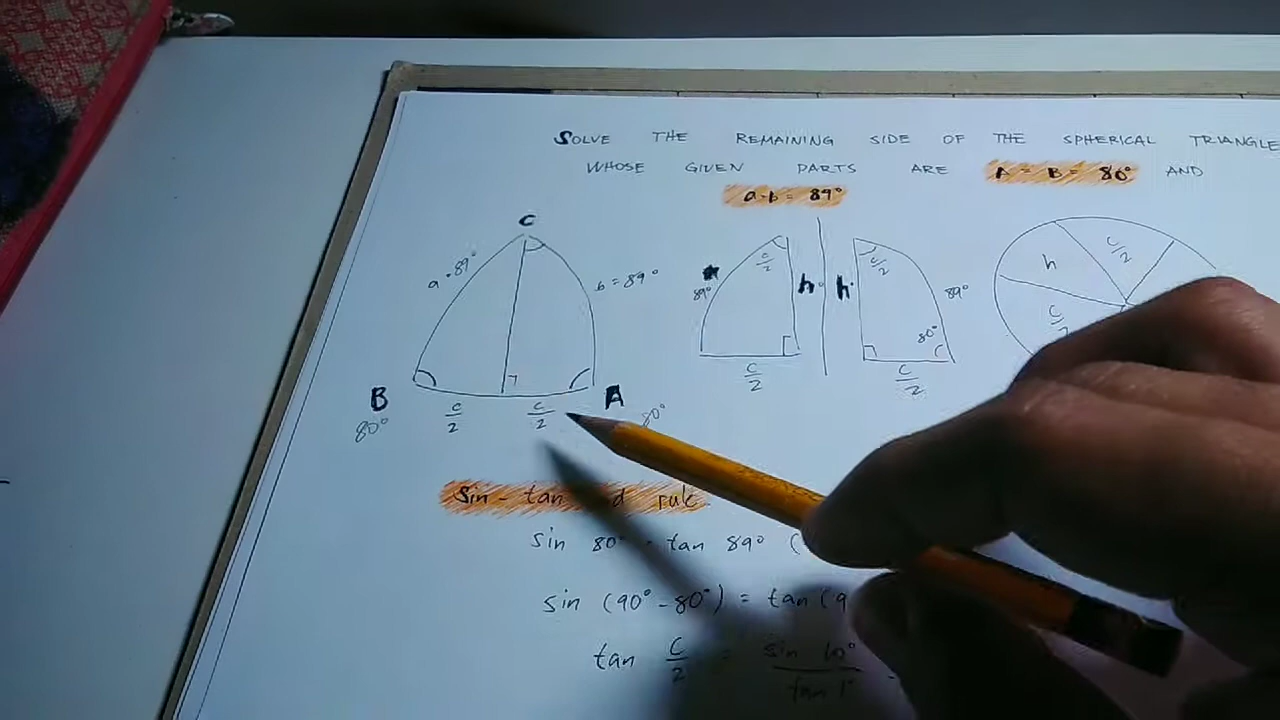 SOLVE THE REMAINING SIDE OF THE SPHERICAL TRIANGLE
WHOSE GIVEN PARTS ARE A = B = 80° AND
a=b = 89°
C
a=89°
b = 89°
B
80°
A
80°
c/2
c/2
89°
c/2
h
c/2
h
c/2
89°
80°
c/2
h
c/2
c/2
sin - tan rule
sin 80° tan 89° (
sin (90° - 80°) = tan (9
tan c/2 = sin 10° / tan 1°